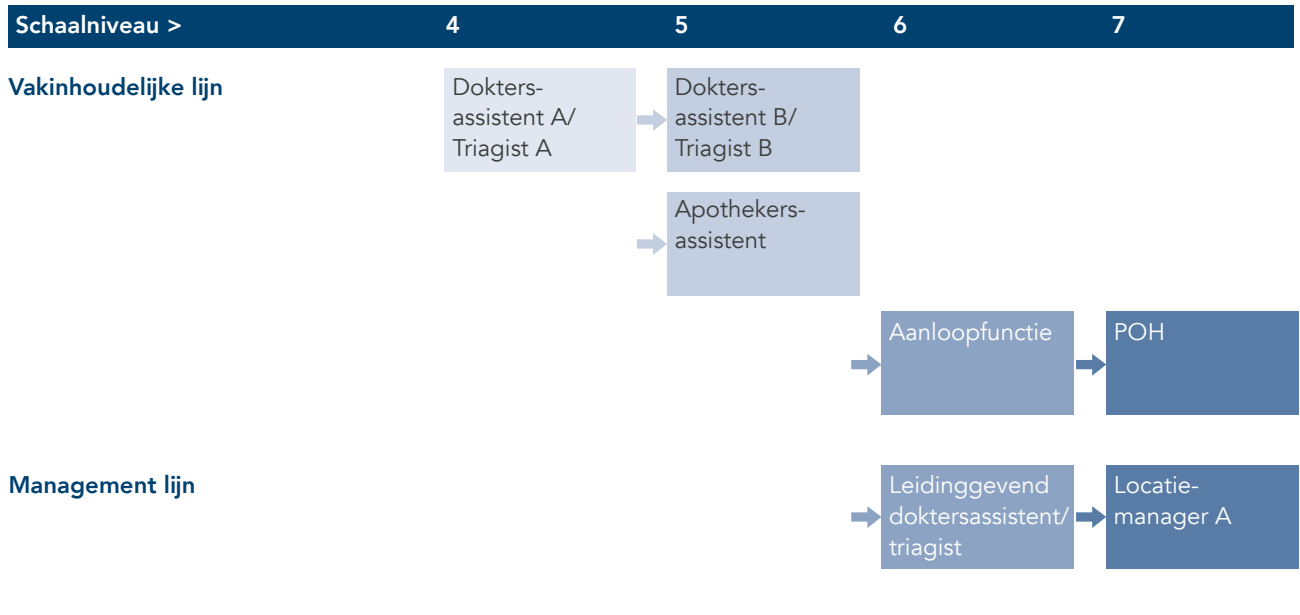 Schaalniveau > 4 5 6 7
Vakinhoudelijke lijn
Dokters-
assistent A/
Triagist A
Dokters-
assistent B/
Triagist B
Apothekers-
assistent
Aanloopfunctie
POH
Management lijn
Leidinggevend
doktersassistent/
triagist
Locatie-
manager A